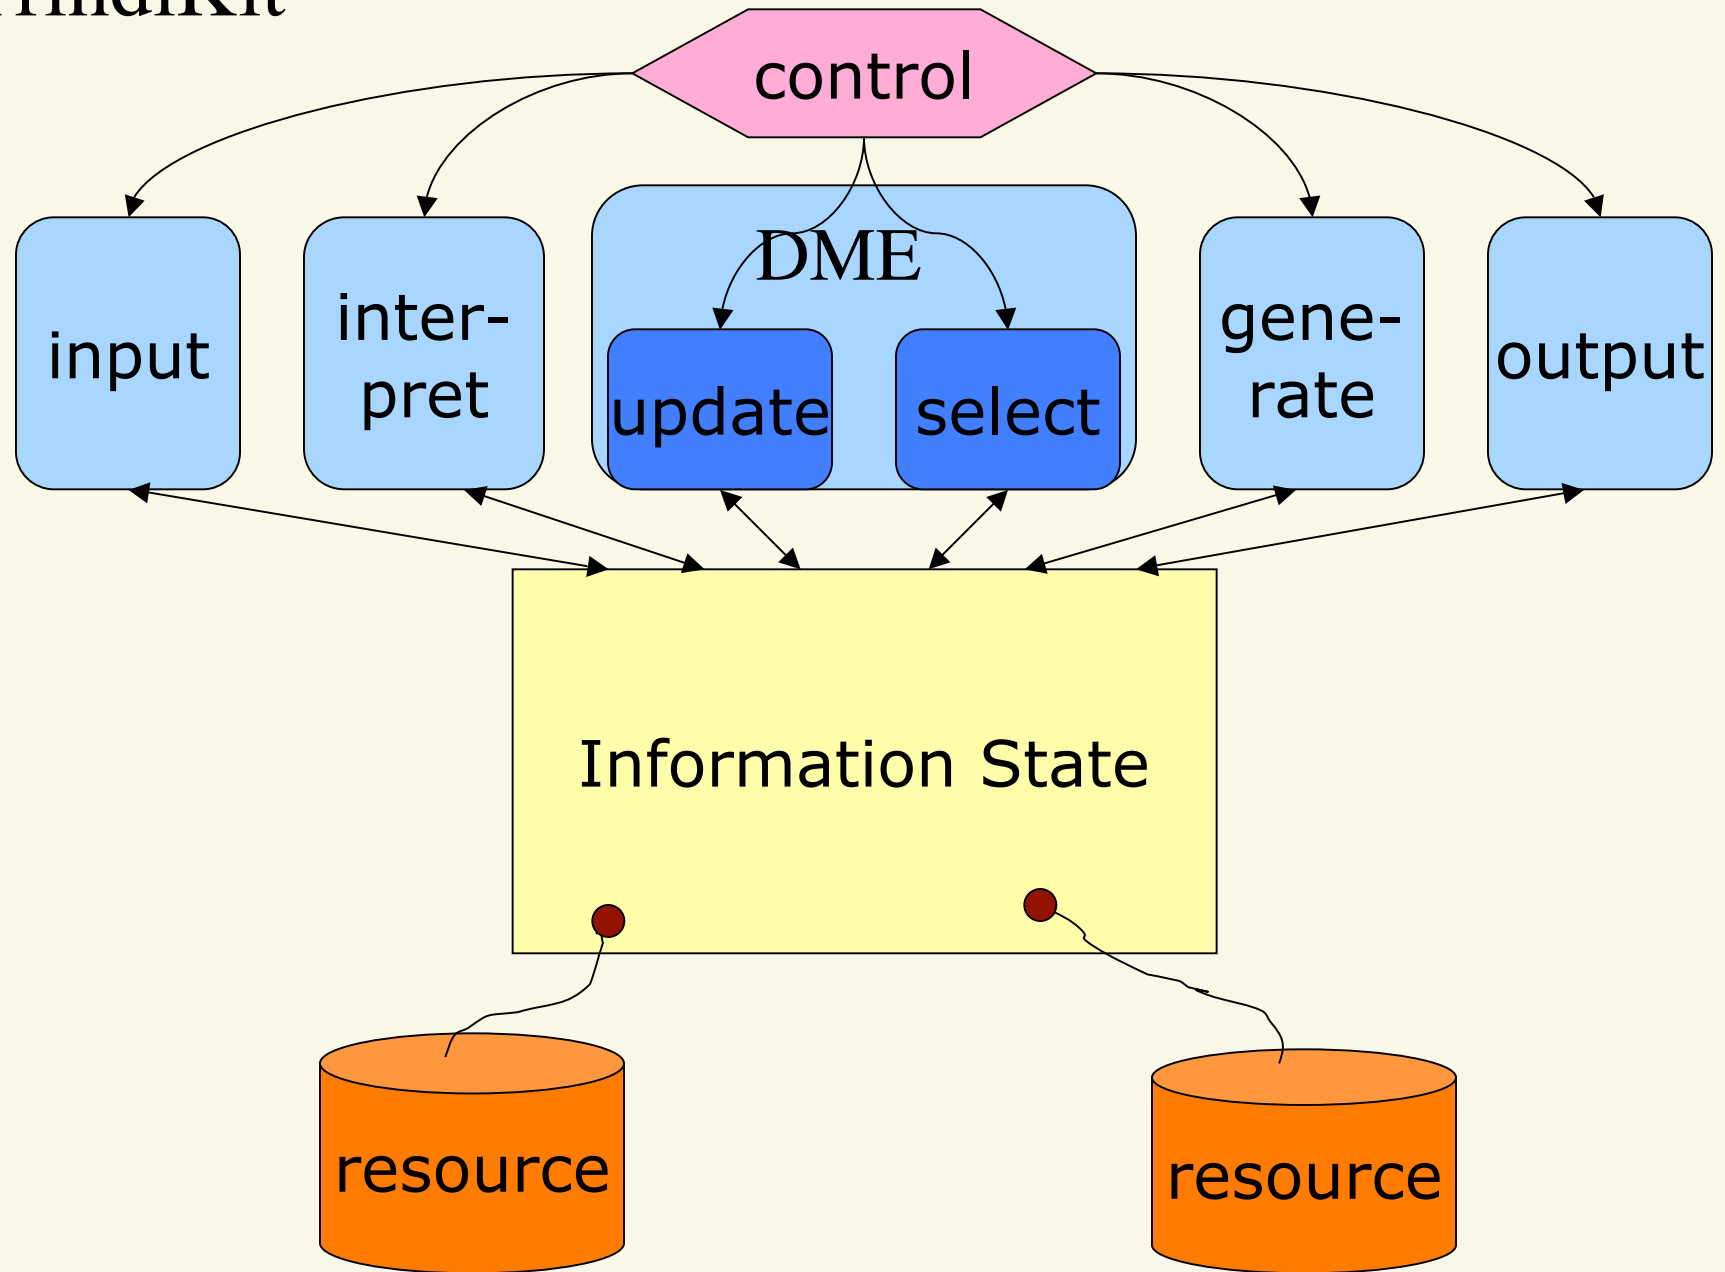 control
DME
input
inter-
pret
update
select
gene-
rate
output
Information State
resource
resource